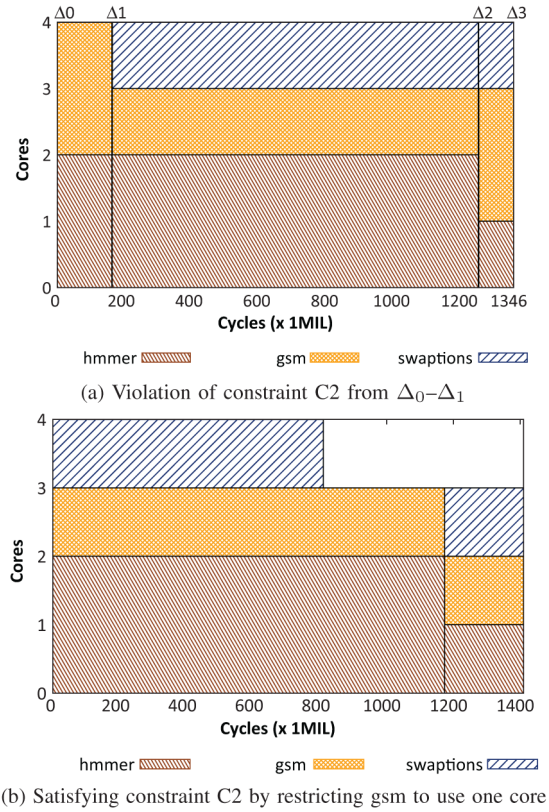 Δ0 Δ1 Δ2 Δ3
4
3
2
1
0
Cores
0 200 400 600 800 1000 1200 1346
Cycles (x 1MIL)
hmmer gsm swaptions
(a) Violation of constraint C2 from Δ₀–Δ₁
4
3
2
1
0
Cores
0 200 400 600 800 1000 1200 1400
Cycles (x 1MIL)
hmmer gsm swaptions
(b) Satisfying constraint C2 by restricting gsm to use one core